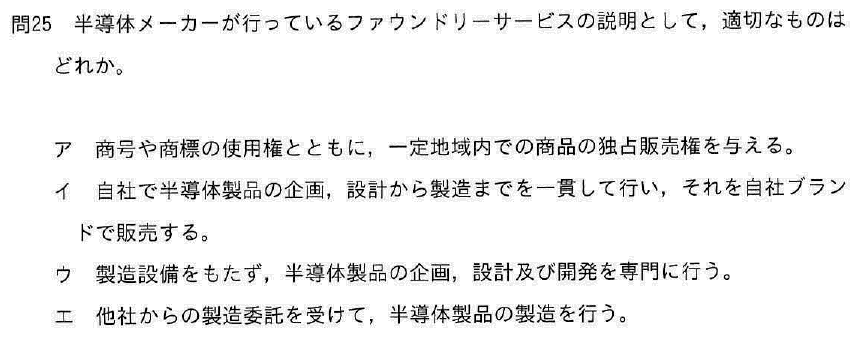 問25 半導体メーカーが行っているファウンドリーサービスの説明として，適切なものは
どれか。
ア 商号や商標の使用権とともに，一定地域内での商品の独占販売権を与える。
イ 自社で半導体製品の企画，設計から製造までを一貫して行い，それを自社ブラン
ドで販売する。
ウ 製造設備をもたず，半導体製品の企画，設計及び開発を専門に行う。
エ 他社からの製造委託を受けて，半導体製品の製造を行う。